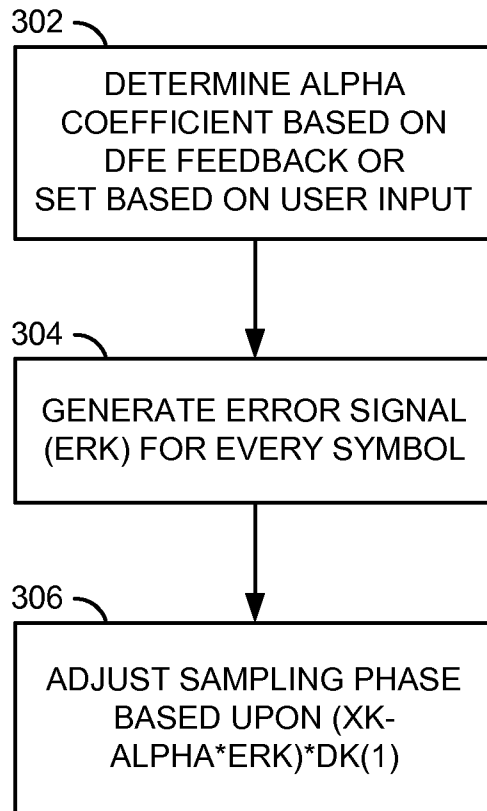 302
DETERMINE ALPHA
COEFFICIENT BASED ON
DFE FEEDBACK OR
SET BASED ON USER INPUT
304
GENERATE ERROR SIGNAL
(ERK) FOR EVERY SYMBOL
306
ADJUST SAMPLING PHASE
BASED UPON (XK-
ALPHA*ERK)*DK(1)